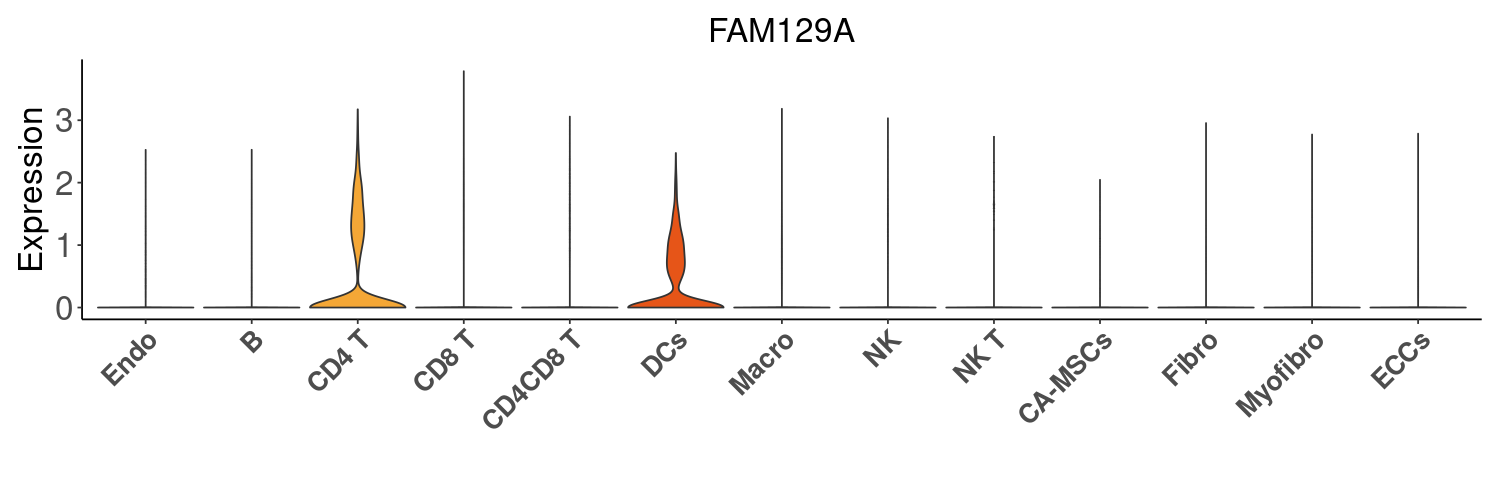 FAM129A
Expression
3
2
1
0
Endo
B
CD4 T
CD8 T
CD4CD8 T
DCs
Macro
NK
NK T
CA-MSCs
Fibro
Myofibro
ECCs